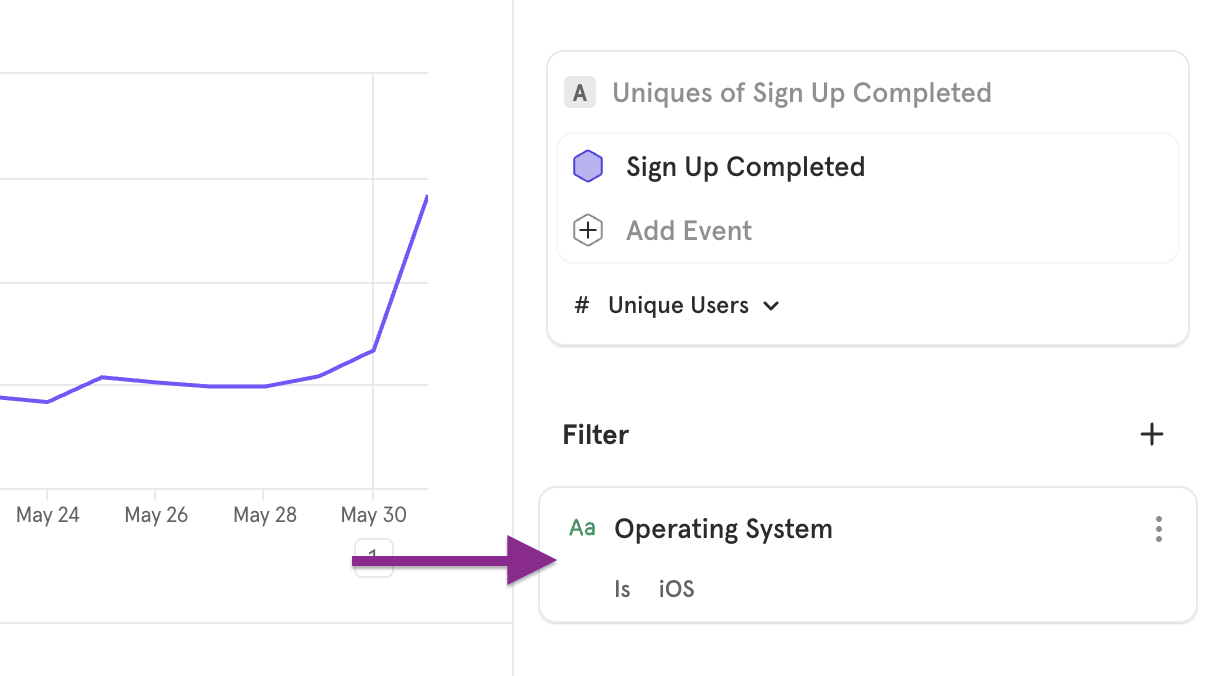 A Uniques of Sign Up Completed
Sign Up Completed
Add Event
# Unique Users
Filter
Aa Operating System
Is iOS
May 24 May 26 May 28 May 30
1